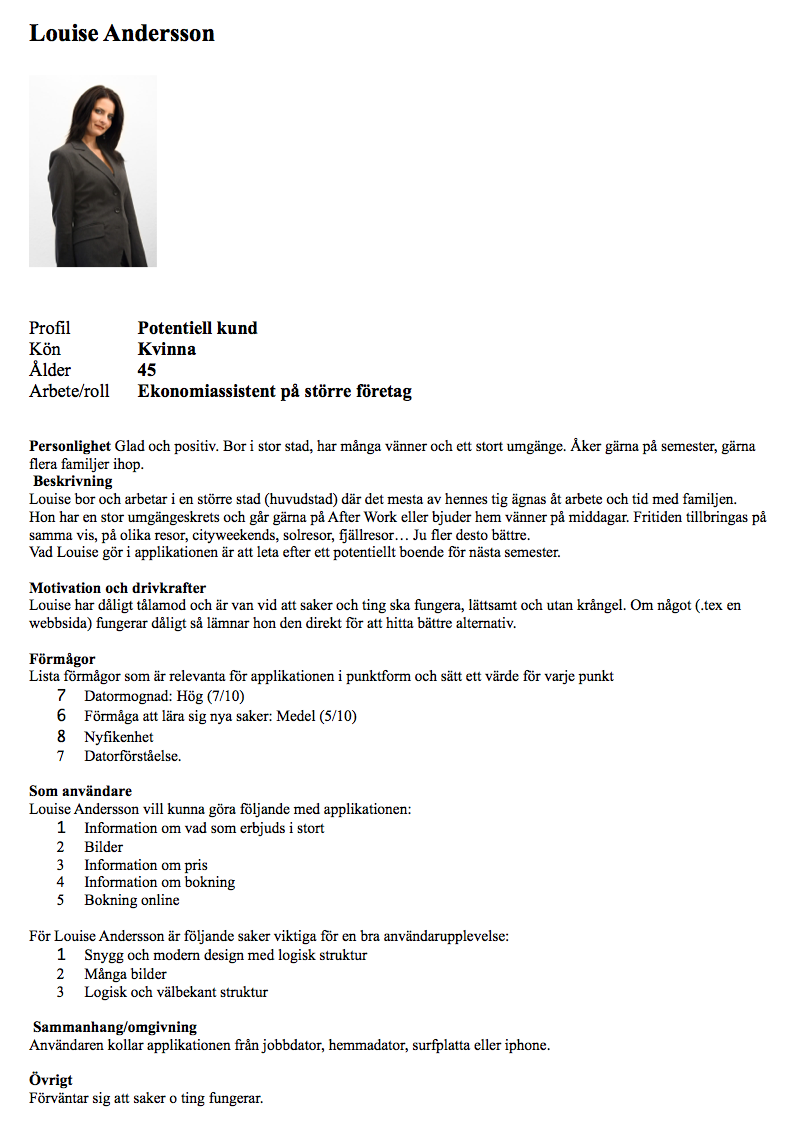 Louise Andersson
Profil Potentiell kund
Kön Kvinna
Ålder 45
Arbete/roll Ekonomiassistent på större företag
Personlighet Glad och positiv. Bor i stor stad, har många vänner och ett stort umgänge. Åker gärna på semester, gärna
flera familjer ihop.
Beskrivning
Louise bor och arbetar i en större stad (huvudstad) där det mesta av hennes tig ägnas åt arbete och tid med familjen.
Hon har en stor umgängeskrets och går gärna på After Work eller bjuder hem vänner på middagar. Fritiden tillbringas på
samma vis, på olika resor, cityweekends, solresor, fjällresor… Ju fler desto bättre.
Vad Louise gör i applikationen är att leta efter ett potentiellt boende för nästa semester.
Motivation och drivkrafter
Louise har dåligt tålamod och är van vid att saker och ting ska fungera, lättsamt och utan krångel. Om något (.tex en
webbsida) fungerar dåligt så lämnar hon den direkt för att hitta bättre alternativ.
Förmågor
Lista förmågor som är relevanta för applikationen i punktform och sätt ett värde för varje punkt
7 Datormognad: Hög (7/10)
6 Förmåga att lära sig nya saker: Medel (5/10)
8 Nyfikenhet
7 Datorförståelse.
Som användare
Louise Andersson vill kunna göra följande med applikationen:
1 Information om vad som erbjuds i stort
2 Bilder
3 Information om pris
4 Information om bokning
5 Bokning online
För Louise Andersson är följande saker viktiga för en bra användarupplevelse:
1 Snygg och modern design med logisk struktur
2 Många bilder
3 Logisk och välbekant struktur
Sammanhang/omgivning
Användaren kollar applikationen från jobbdator, hemmadator, surfplatta eller iphone.
Övrigt
Förväntar sig att saker o ting fungerar.